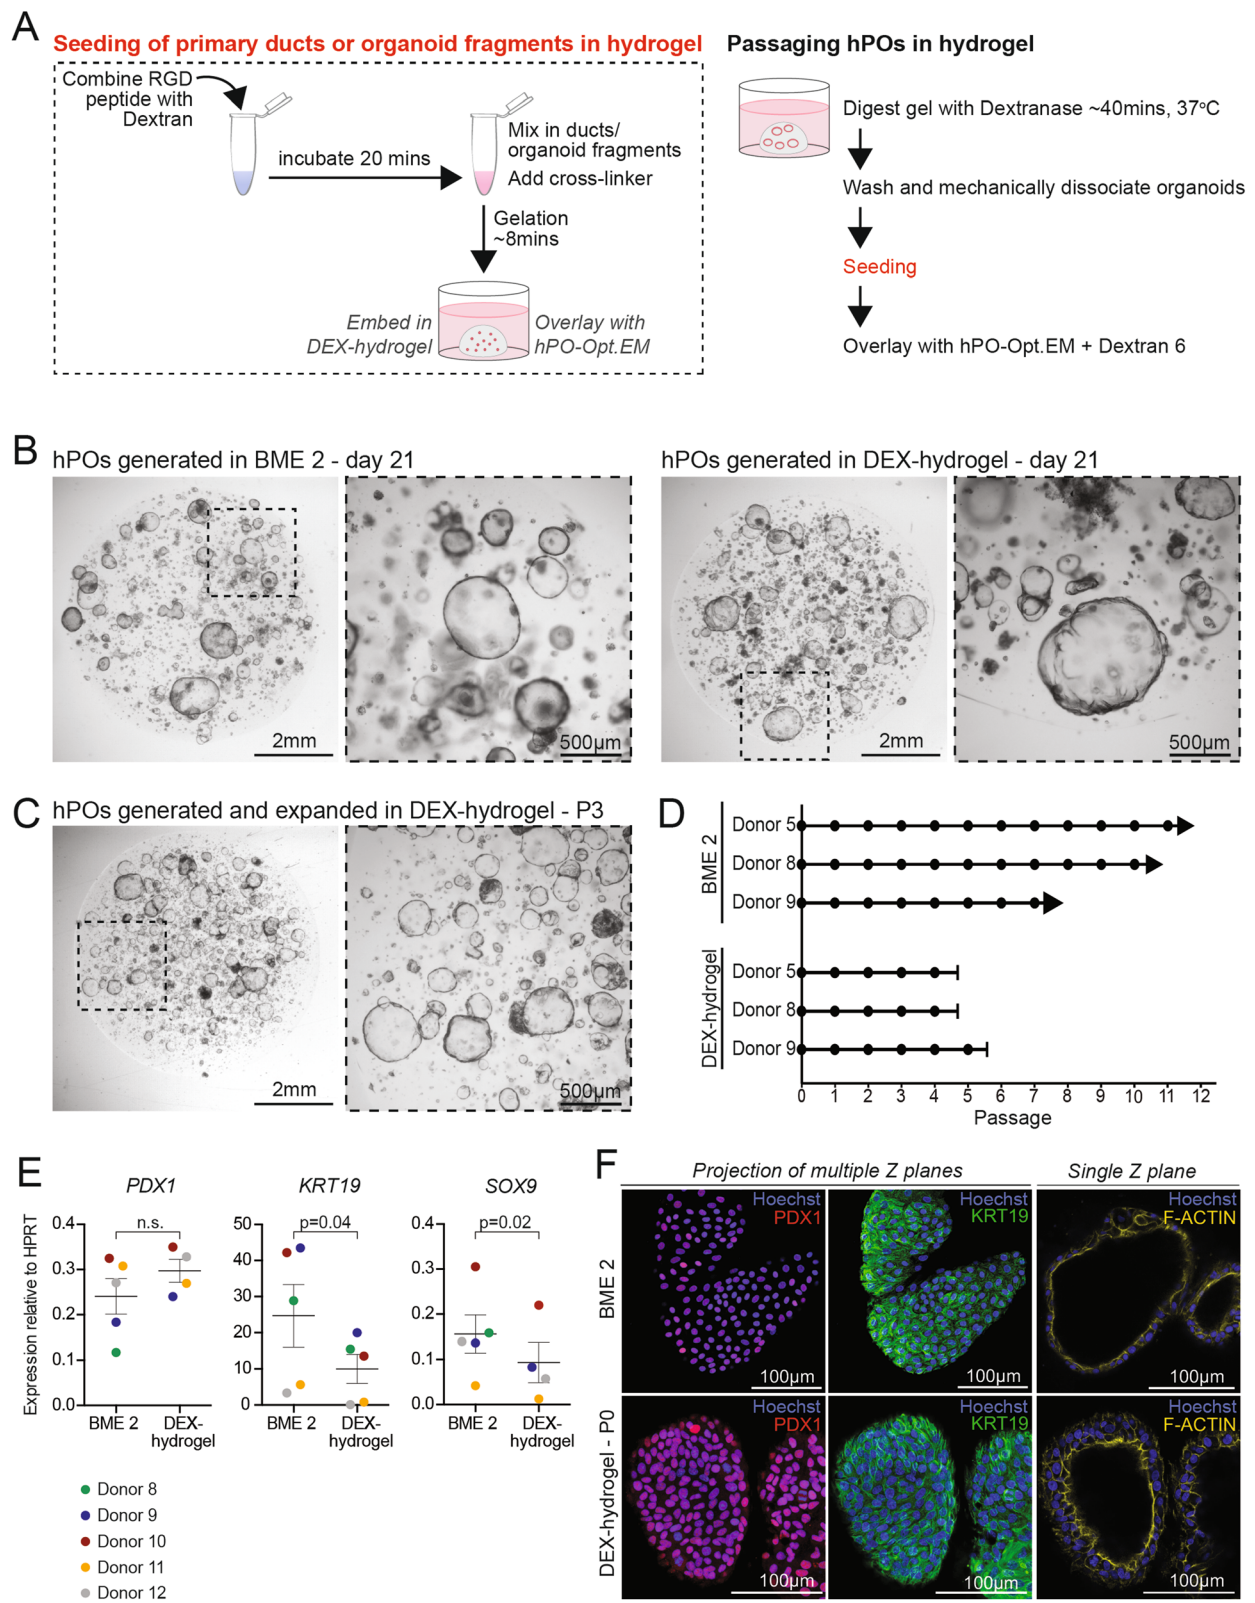 A
Seeding of primary ducts or organoid fragments in hydrogel
Combine RGD
peptide with
Dextran
incubate 20 mins
Mix in ducts/
organoid fragments
Add cross-linker
Gelation
~8mins
Embed in
DEX-hydrogel
Overlay with
hPO-Opt.EM
Passaging hPOs in hydrogel
Digest gel with Dextranase ~40mins, 37°C
Wash and mechanically dissociate organoids
Seeding
Overlay with hPO-Opt.EM + Dextran 6
B
hPOs generated in BME 2 - day 21
2mm
500µm
hPOs generated in DEX-hydrogel - day 21
2mm
500µm
C
hPOs generated and expanded in DEX-hydrogel - P3
2mm
500µm
D
BME 2
Donor 5
Donor 8
Donor 9
DEX-hydrogel
Donor 5
Donor 8
Donor 9
0 1 2 3 4 5 6 7 8 9 10 11 12
Passage
E
Expression relative to HPRT
PDX1
n.s.
0.4
0.3
0.2
0.1
0.0
BME 2
DEX-
hydrogel
KRT19
p=0.04
50
40
30
20
10
0
BME 2
DEX-
hydrogel
SOX9
p=0.02
0.4
0.3
0.2
0.1
0.0
BME 2
DEX-
hydrogel
Donor 8
Donor 9
Donor 10
Donor 11
Donor 12
F
Projection of multiple Z planes
Single Z plane
BME 2
Hoechst
PDX1
100µm
Hoechst
KRT19
100µm
Hoechst
F-ACTIN
100µm
DEX-hydrogel - P0
Hoechst
PDX1
100µm
Hoechst
KRT19
100µm
Hoechst
F-ACTIN
100µm